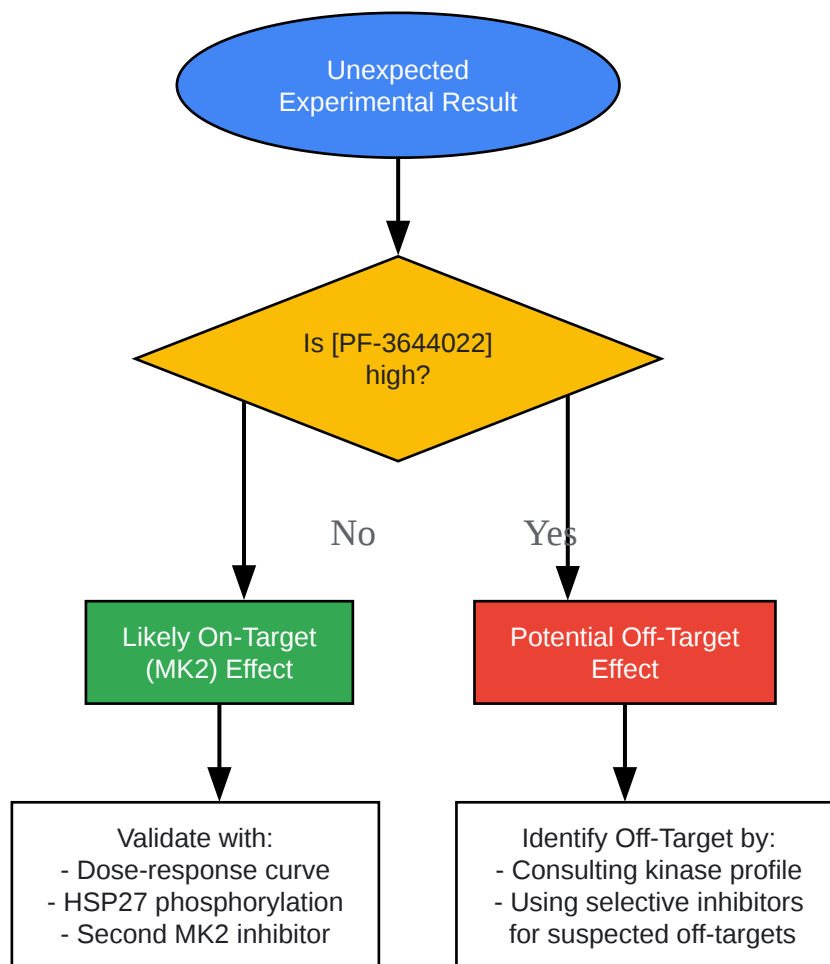 Unexpected
Experimental Result
Is [PF-3644022]
high?
No
Yes
Likely On-Target
(MK2) Effect
Potential Off-Target
Effect
Validate with:
- Dose-response curve
- HSP27 phosphorylation
- Second MK2 inhibitor
Identify Off-Target by:
- Consulting kinase profile
- Using selective inhibitors
for suspected off-targets